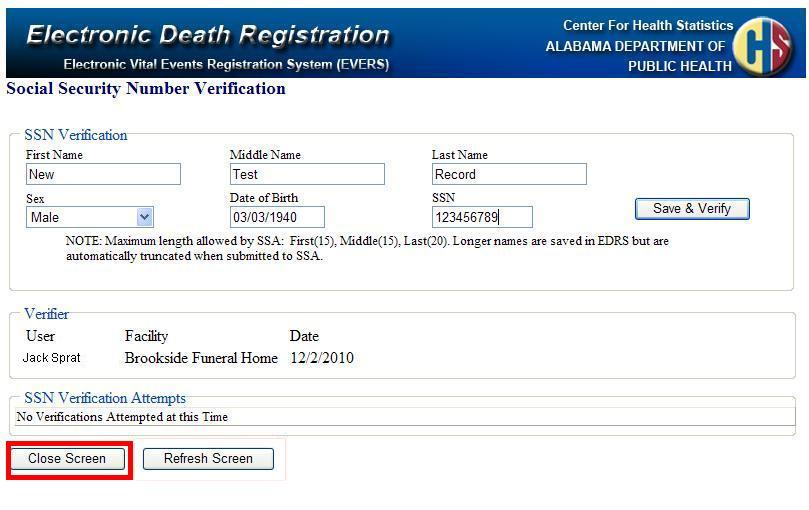 Electronic Death Registration
Electronic Vital Events Registration System (EVERS)
Center For Health Statistics
ALABAMA DEPARTMENT OF
PUBLIC HEALTH
CHS
Social Security Number Verification
SSN Verification
First Name Middle Name Last Name
New Test Record
Sex Date of Birth SSN
Male 03/03/1940 123456789 Save & Verify
NOTE: Maximum length allowed by SSA: First(15), Middle(15), Last(20). Longer names are saved in EDRS but are
automatically truncated when submitted to SSA.
Verifier
User Facility Date
Jack Sprat Brookside Funeral Home 12/2/2010
SSN Verification Attempts
No Verifications Attempted at this Time
Close Screen Refresh Screen